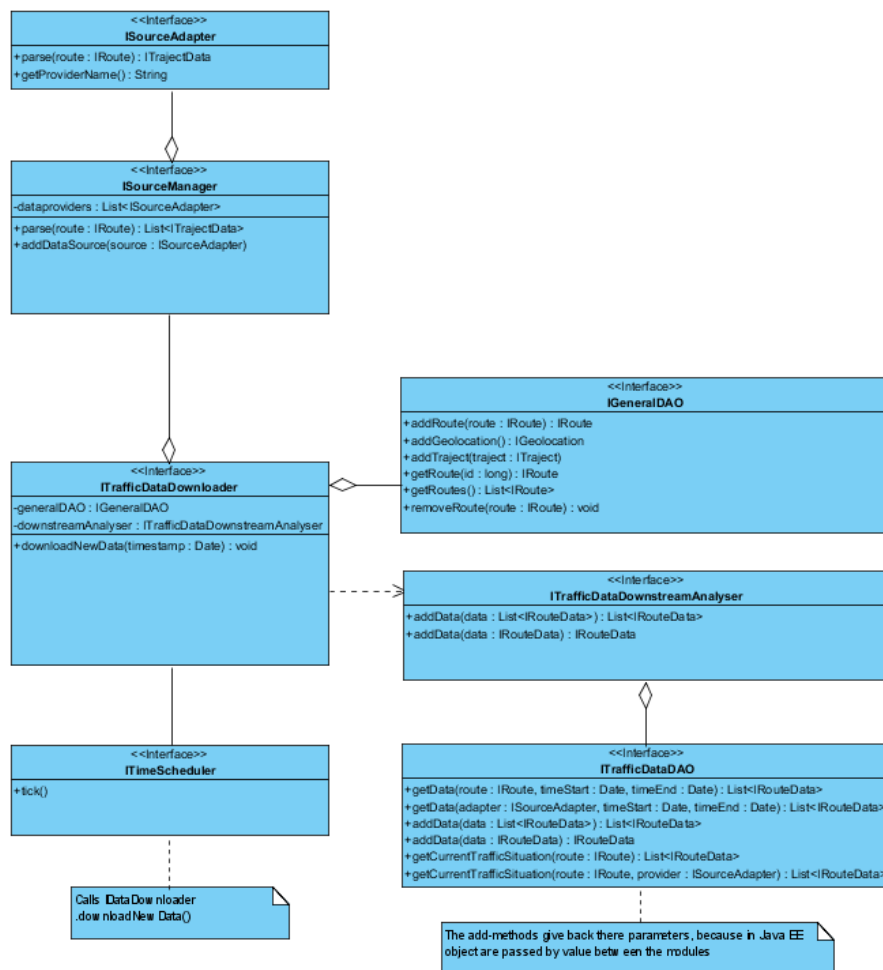 <<Interface>>
ISourceAdapter
+parse(route : IRoute) : ITrajectData
+getProviderName() : String
<<Interface>>
ISourceManager
-dataproviders : List<ISourceAdapter>
+parse(route : IRoute) : List<ITrajectData>
+addDataSource(source : ISourceAdapter)
<<Interface>>
IGeneralDAO
+addRoute(route : IRoute) : IRoute
+addGeolocation() : IGeolocation
+addTraject(traject : ITraject)
+getRoute(id : long) : IRoute
+getRoutes() : List<IRoute>
+removeRoute(route : IRoute) : void
<<Interface>>
ITrafficDataDownloader
-generalDAO : IGeneralDAO
-downstreamAnalyser : ITrafficDataDownstreamAnalyser
+downloadNewData(timestamp : Date) : void
<<Interface>>
ITrafficDataDownstreamAnalyser
+addData(data : List<IRouteData>) : List<IRouteData>
+addData(data : IRouteData) : IRouteData
<<Interface>>
ITimeScheduler
+tick()
<<Interface>>
ITrafficDataDAO
+getData(route : IRoute, timeStart : Date, timeEnd : Date) : List<IRouteData>
+getData(adapter : ISourceAdapter, timeStart : Date, timeEnd : Date) : List<IRouteData>
+addData(data : List<IRouteData>) : List<IRouteData>
+addData(data : IRouteData) : IRouteData
+getCurrentTrafficSituation(route : IRoute) : List<IRouteData>
+getCurrentTrafficSituation(route : IRoute, provider : ISourceAdapter) : List<IRouteData>
Calls IDataDownloader
.downloadNewData()
The add-methods give back there parameters, because in Java EE
object are passed by value between the modules